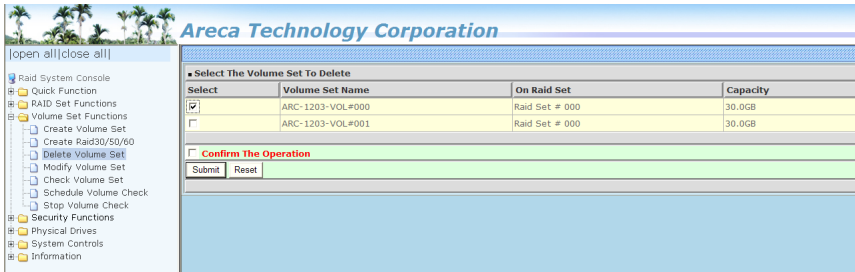 Areca Technology Corporation
|open all|close all|
Raid System Console
Quick Function
RAID Set Functions
Volume Set Functions
Create Volume Set
Create Raid30/50/60
Delete Volume Set
Modify Volume Set
Check Volume Set
Schedule Volume Check
Stop Volume Check
Security Functions
Physical Drives
System Controls
Information
Select The Volume Set To Delete
Select Volume Set Name On Raid Set Capacity
ARC-1203-VOL#000 Raid Set # 000 30.0GB
ARC-1203-VOL#001 Raid Set # 000 30.0GB
Confirm The Operation
Submit Reset